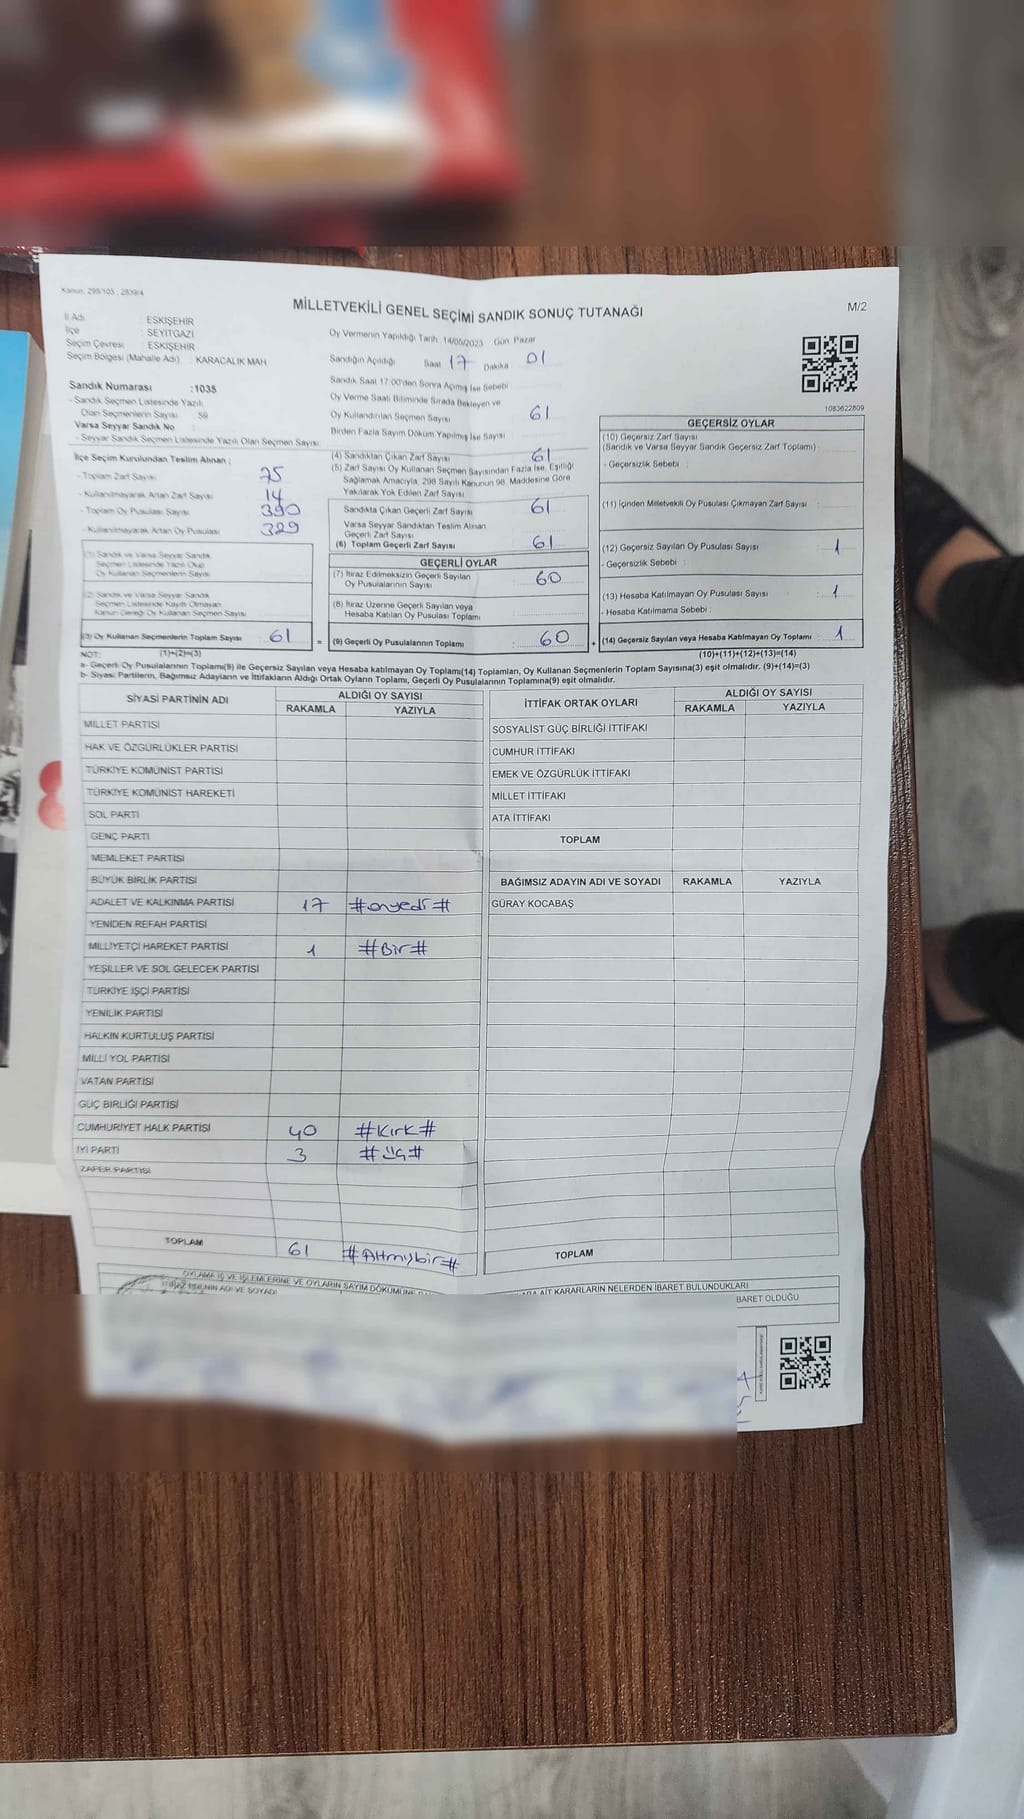 Kanun: 298/105 , 2839/4
MİLLETVEKİLİ GENEL SEÇİMİ SANDIK SONUÇ TUTANAĞI
M/2
İl Adı : ESKİŞEHİR
İlçe : SEYİTGAZİ
Seçim Çevresi : ESKİŞEHİR
Seçim Bölgesi (Mahalle Adı) : KARACALIK MAH
Sandık Numarası :1035
- Sandık Seçmen Listesinde Yazılı
Olan Seçmenlerin Sayısı : 59
Varsa Seyyar Sandık No :
- Seyyar Sandık Seçmen Listesinde Yazılı Olan Seçmen Sayısı
Oy Vermenin Yapıldığı Tarih :14/05/2023 Gün Pazar
Sandığın Açıldığı Saat 17 Dakika 01
Sandık Saat 17:00'den Sonra Açılmış İse Sebebi
Oy Verme Saati Bitiminde Sırada Bekleyen ve
Oy Kullandırılan Seçmen Sayısı 61
Birden Fazla Sayım Döküm Yapılmış İse Sayısı
1083622809
İlçe Seçim Kurulundan Teslim Alınan ;
- Toplam Zarf Sayısı 75
- Kullanılmayarak Artan Zarf Sayısı 14
- Toplam Oy Pusulası Sayısı 390
- Kullanılmayarak Artan Oy Pusulası 329
(1) Sandık ve Varsa Seyyar Sandık
Seçmen Listesinde Yazılı Olup
Oy Kullanan Seçmenlerin Sayısı
(2) Sandık ve Varsa Seyyar Sandık
Seçmen Listesinde Kayıtlı Olmayan
Kanun Gereği Oy Kullanan Seçmenlerin Sayısı
(3) Oy Kullanan Seçmenlerin Toplam Sayısı 61 =
(4) Sandıktan Çıkan Zarf Sayısı 61
(5) Zarf Sayısı Oy Kullanan Seçmen Sayısından Fazla İse, Eşitliği
Sağlamak Amacıyla, 298 Sayılı Kanunun 98. Maddesine Göre
Yakılarak Yok Edilen Zarf Sayısı
Sandıkta Çıkan Geçerli Zarf Sayısı 61
Varsa Seyyar Sandıktan Teslim Alınan
Geçerli Zarf Sayısı
(6) Toplam Geçerli Zarf Sayısı 61
GEÇERLİ OYLAR
(7) İtiraz Edilmeksizin Geçerli Sayılan
Oy Pusulalarının Sayısı : 60
(8) İtiraz Üzerine Geçerli Sayılan veya
Hesaba Katılan Oy Pusulaları Toplamı :
(9) Geçerli Oy Pusulalarının Toplamı : 60 +
GEÇERSİZ OYLAR
(10) Geçersiz Zarf Sayısı
(Sandık ve Varsa Seyyar Sandık Geçersiz Zarf Toplamı) :
- Geçersizlik Sebebi :
(11) İçinden Milletvekili Oy Pusulası Çıkmayan Zarf Sayısı :
(12) Geçersiz Sayılan Oy Pusulası Sayısı : 1
- Geçersizlik Sebebi :
(13) Hesaba Katılmayan Oy Pusulası Sayısı : 1
- Hesaba Katılmama Sebebi :
(14) Geçersiz Sayılan veya Hesaba Katılmayan Oy Toplamı : 1
NOT: (1)+(2)=(3) (10)+(11)+(12)+(13)=(14)
a- Geçerli Oy Pusulalarının Toplamı(9) ile Geçersiz Sayılan veya Hesaba katılmayan Oy Toplamı(14) Toplamları, Oy Kullanan Seçmenlerin Toplam Sayısına(3) eşit olmalıdır. (9)+(14)=(3)
b- Siyasi Partilerin, Bağımsız Adayların ve İttifakların Aldığı Ortak Oyların Toplamı, Geçerli Oy Pusulalarının Toplamına(9) eşit olmalıdır.
SİYASİ PARTİNİN ADI ALDIĞI OY SAYISI
RAKAMLA YAZIYLA
MİLLET PARTİSİ
HAK VE ÖZGÜRLÜKLER PARTİSİ
TÜRKİYE KOMÜNİST PARTİSİ
TÜRKİYE KOMÜNİST HAREKETİ
SOL PARTİ
GENÇ PARTİ
MEMLEKET PARTİSİ
BÜYÜK BİRLİK PARTİSİ
ADALET VE KALKINMA PARTİSİ 17 #onyedi#
YENİDEN REFAH PARTİSİ
MİLLİYETÇİ HAREKET PARTİSİ 1 #Bir#
YEŞİLLER VE SOL GELECEK PARTİSİ
TÜRKİYE İŞÇİ PARTİSİ
YENİLİK PARTİSİ
HALKIN KURTULUŞ PARTİSİ
MİLLİ YOL PARTİSİ
VATAN PARTİSİ
GÜÇ BİRLİĞİ PARTİSİ
CUMHURİYET HALK PARTİSİ 40 #Kırk#
İYİ PARTİ 3 #üç#
ZAFER PARTİSİ
TOPLAM 61 #Altmışbir#
İTTİFAK ORTAK OYLARI ALDIĞI OY SAYISI
RAKAMLA YAZIYLA
SOSYALİST GÜÇ BİRLİĞİ İTTİFAKI
CUMHUR İTTİFAKI
EMEK VE ÖZGÜRLÜK İTTİFAKI
MİLLET İTTİFAKI
ATA İTTİFAKI
TOPLAM
BAĞIMSIZ ADAYIN ADI VE SOYADI RAKAMLA YAZIYLA
GÜRAY KOCABAŞ
TOPLAM
OYLAMA İŞ VE İŞLEMLERİNE VE OYLARIN SAYIM DÖKÜMÜNE
AİT KARARLARIN NELERDEN İBARET BULUNDUKLARI
İTİRAZ EDENİN ADI VE SOYADI
BARET OLDUĞU